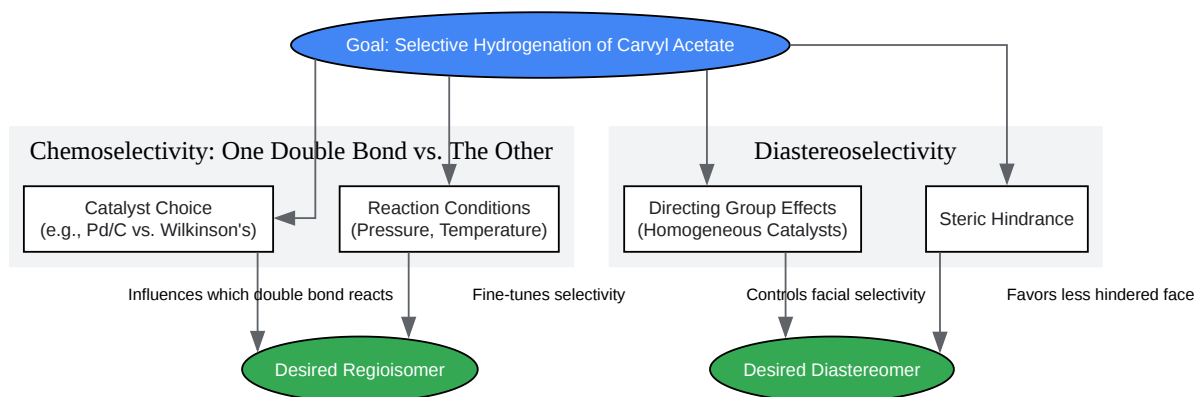 Goal: Selective Hydrogenation of Carvyl Acetate
Chemoselectivity: One Double Bond vs. The Other
Diastereoselectivity
Catalyst Choice
(e.g., Pd/C vs. Wilkinson's)
Reaction Conditions
(Pressure, Temperature)
Directing Group Effects
(Homogeneous Catalysts)
Steric Hindrance
Influences which double bond reacts
Fine-tunes selectivity
Controls facial selectivity
Favors less hindered face
Desired Regioisomer
Desired Diastereomer